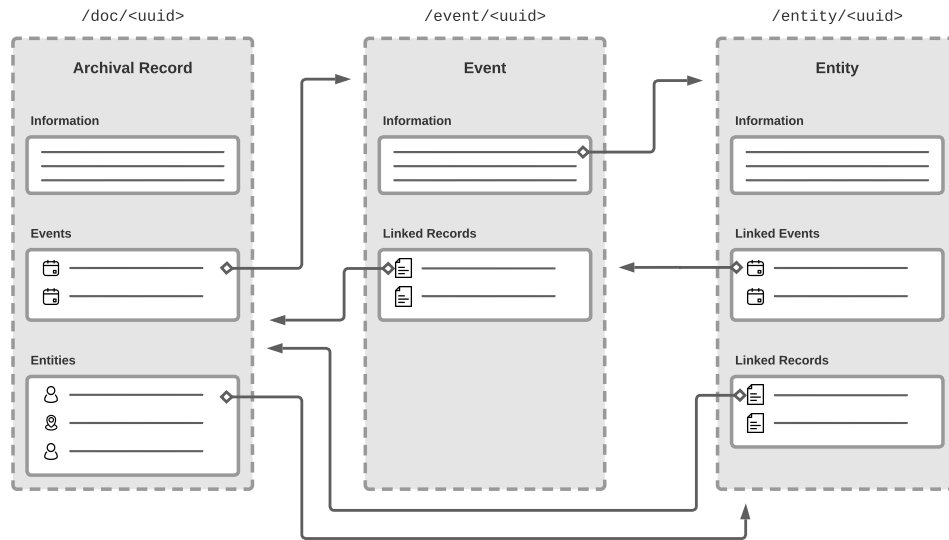 /doc/<uuid>
/event/<uuid>
/entity/<uuid>
Archival Record
Information
Events
Entities
Event
Information
Linked Records
Entity
Information
Linked Events
Linked Records